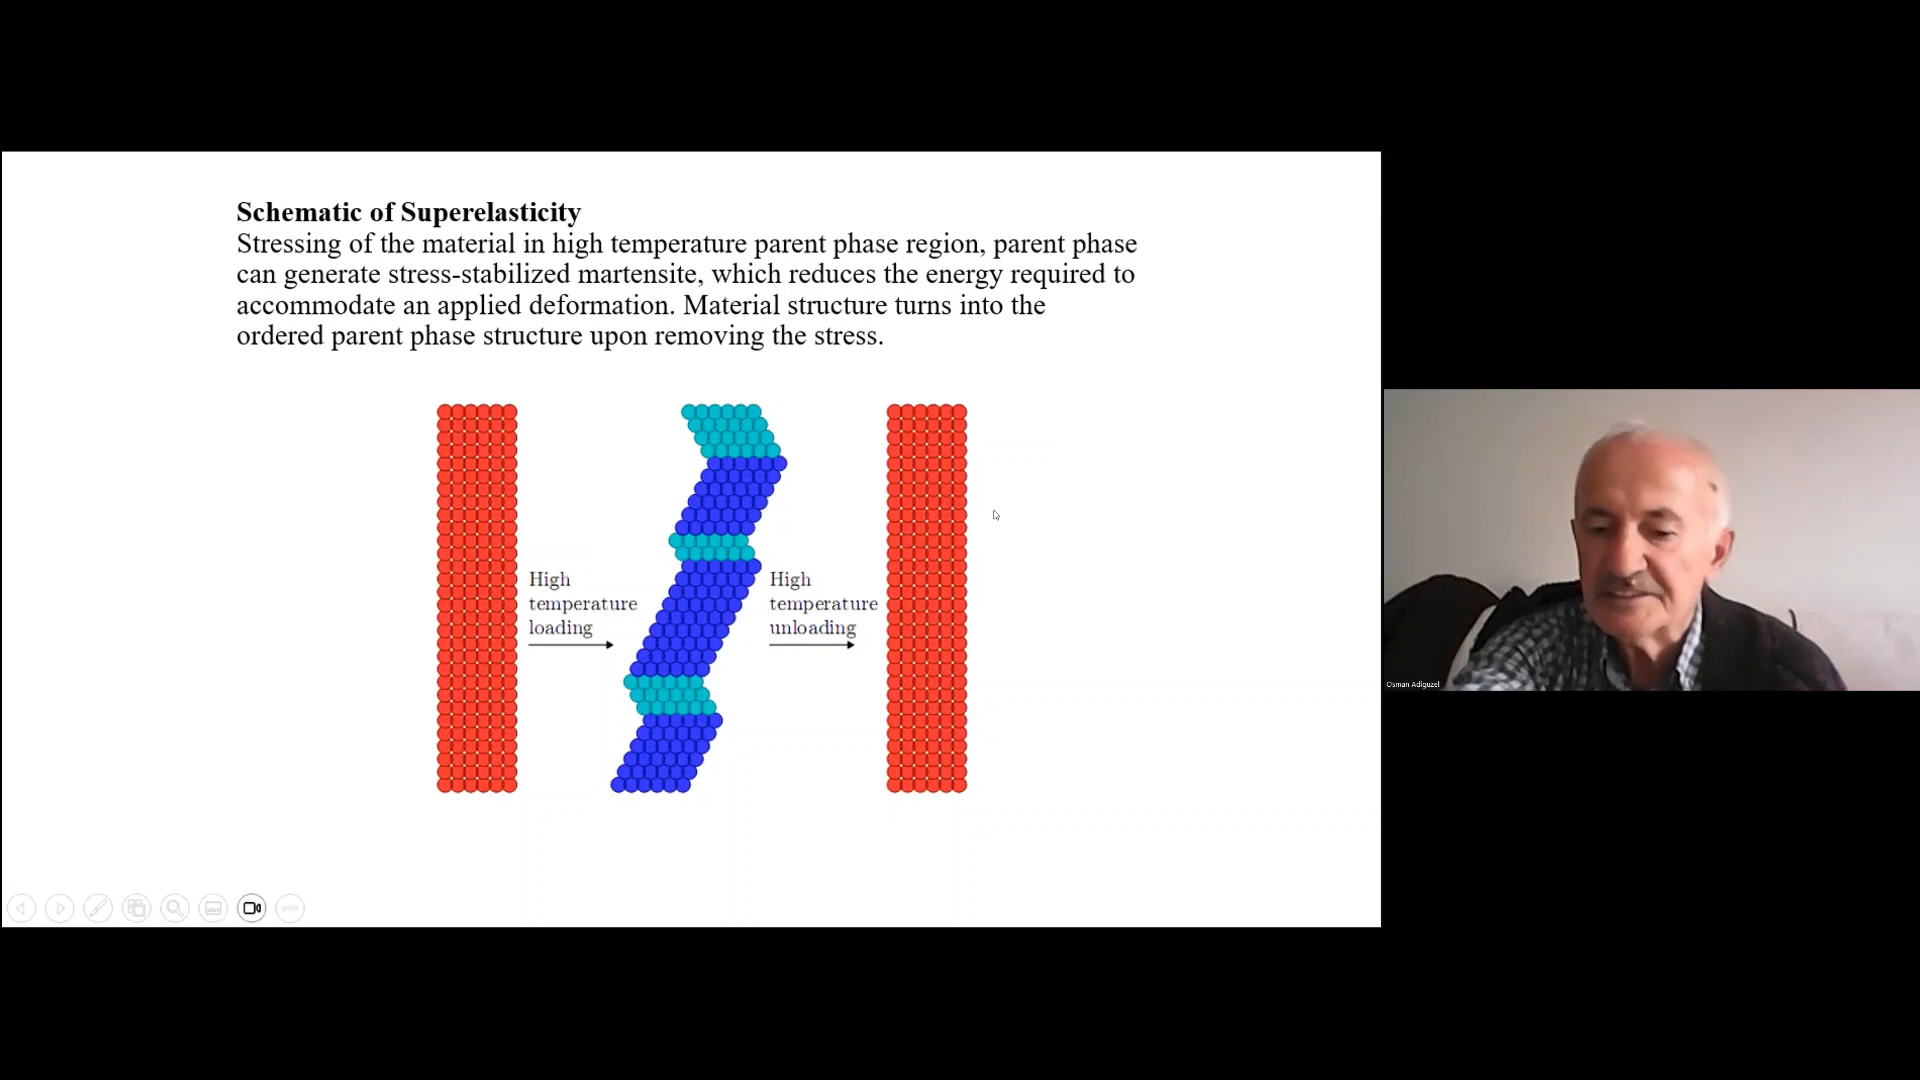 Schematic of Superelasticity
Stressing of the material in high temperature parent phase region, parent phase
can generate stress-stabilized martensite, which reduces the energy required to
accommodate an applied deformation. Material structure turns into the
ordered parent phase structure upon removing the stress.
High
temperature
loading
High
temperature
unloading
Osman Adiguzel